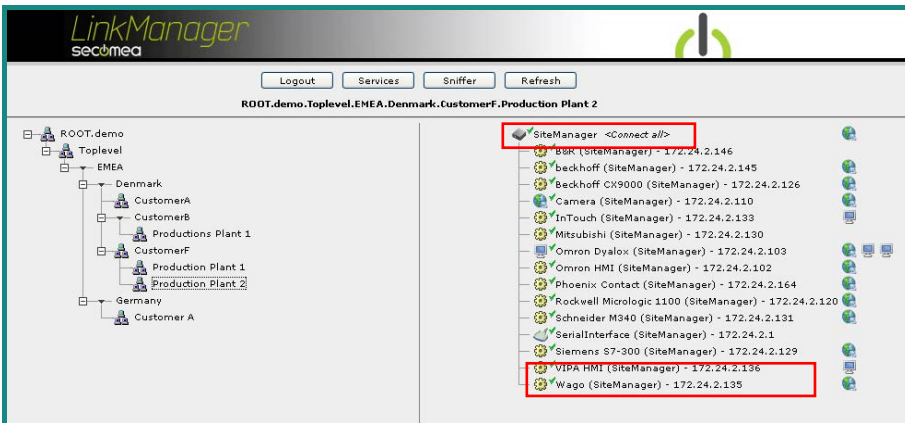 LinkManager
secomea
Logout Services Sniffer Refresh
ROOT.demo.Toplevel.EMEA.Denmark.CustomerF.Production Plant 2
ROOT.demo
Toplevel
EMEA
Denmark
CustomerA
CustomerB
Productions Plant 1
CustomerF
Production Plant 1
Production Plant 2
Germany
Customer A
SiteManager <Connect all>
B&R (SiteManager) - 172.24.2.146
beckhoff (SiteManager) - 172.24.2.145
Beckhoff CX9000 (SiteManager) - 172.24.2.126
Camera (SiteManager) - 172.24.2.110
InTouch (SiteManager) - 172.24.2.133
Mitsubishi (SiteManager) - 172.24.2.130
Omron Dyalox (SiteManager) - 172.24.2.103
Omron HMI (SiteManager) - 172.24.2.102
Phoenix Contact (SiteManager) - 172.24.2.164
Rockwell Micrologic 1100 (SiteManager) - 172.24.2.120
Schneider M340 (SiteManager) - 172.24.2.131
SerialInterface (SiteManager) - 172.24.2.1
Siemens S7-300 (SiteManager) - 172.24.2.129
VIPA HMI (SiteManager) - 172.24.2.136
Wago (SiteManager) - 172.24.2.135